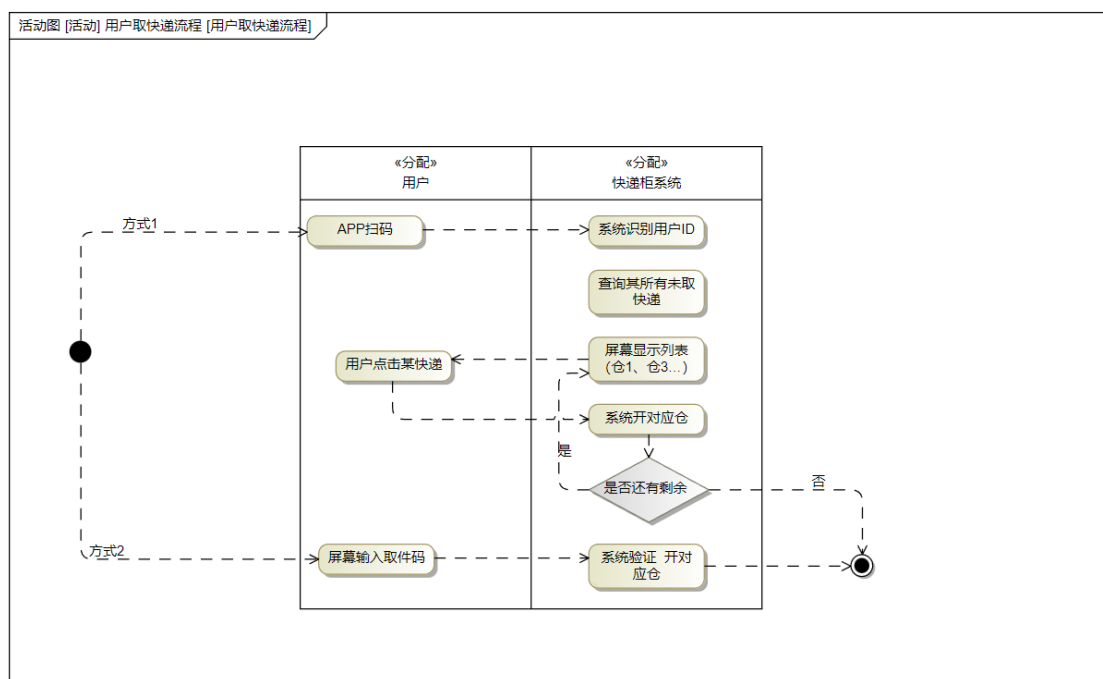 活动图 [活动] 用户取快递流程 [用户取快递流程]
«分配»
用户
«分配»
快递柜系统
方式1
APP扫码
系统识别用户ID
查询其所有未取
快递
屏幕显示列表
（仓1、仓3...）
用户点击某快递
系统开对应仓
是
是否还有剩余
否
方式2
屏幕输入取件码
系统验证 开对
应仓